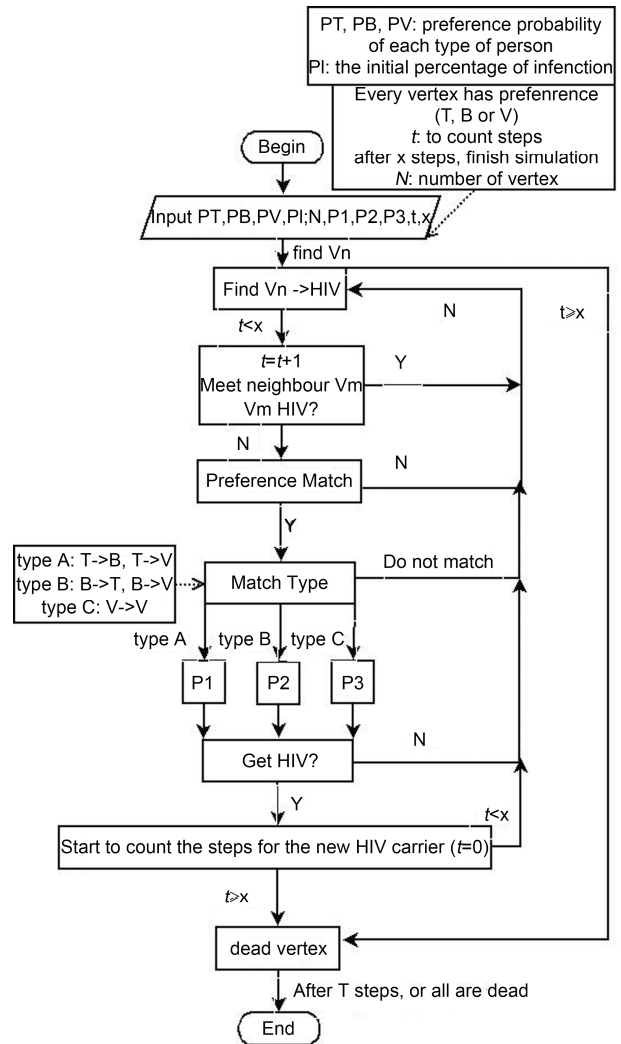 PT, PB, PV: preference probability
of each type of person
Pl: the initial percentage of infenction
Every vertex has prefenrence
(T, B or V)
t: to count steps
after x steps, finish simulation
N: number of vertex
Begin
Input PT,PB,PV,Pl;N,P1,P2,P3,t,x
find Vn
Find Vn ->HIV
N
t⩾x
t<x
t=t+1
Meet neighbour Vm
Vm HIV?
Y
N
Preference Match
N
Y
type A: T->B, T->V
type B: B->T, B->V
type C: V->V
Match Type
Do not match
type A
type B
type C
P1
P2
P3
Get HIV?
N
Y
t<x
Start to count the steps for the new HIV carrier (t=0)
t⩾x
dead vertex
After T steps, or all are dead
End